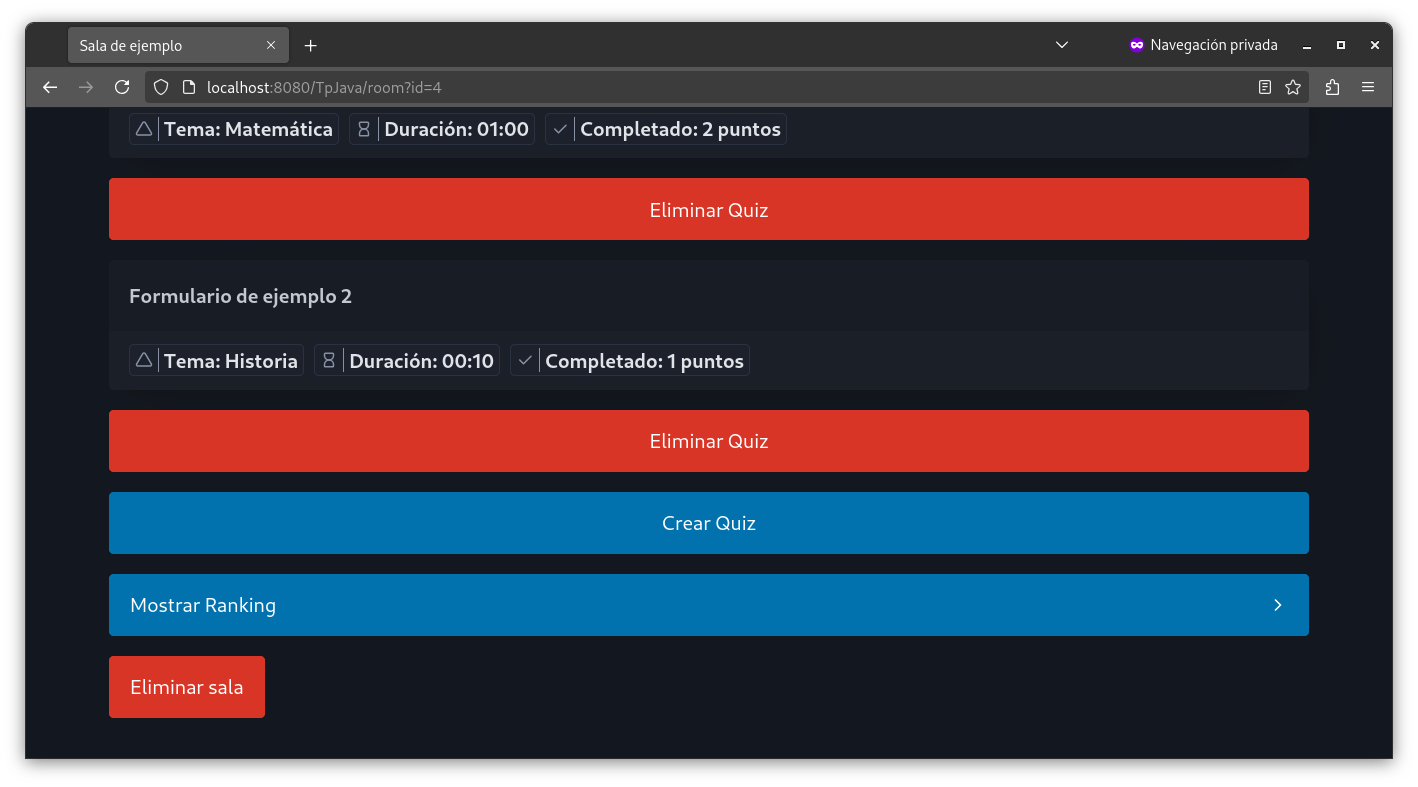 Sala de ejemplo
Navegación privada
localhost:8080/TpJava/room?id=4
Tema: Matemática Duración: 01:00 Completado: 2 puntos
Eliminar Quiz
Formulario de ejemplo 2
Tema: Historia Duración: 00:10 Completado: 1 puntos
Eliminar Quiz
Crear Quiz
Mostrar Ranking
Eliminar sala